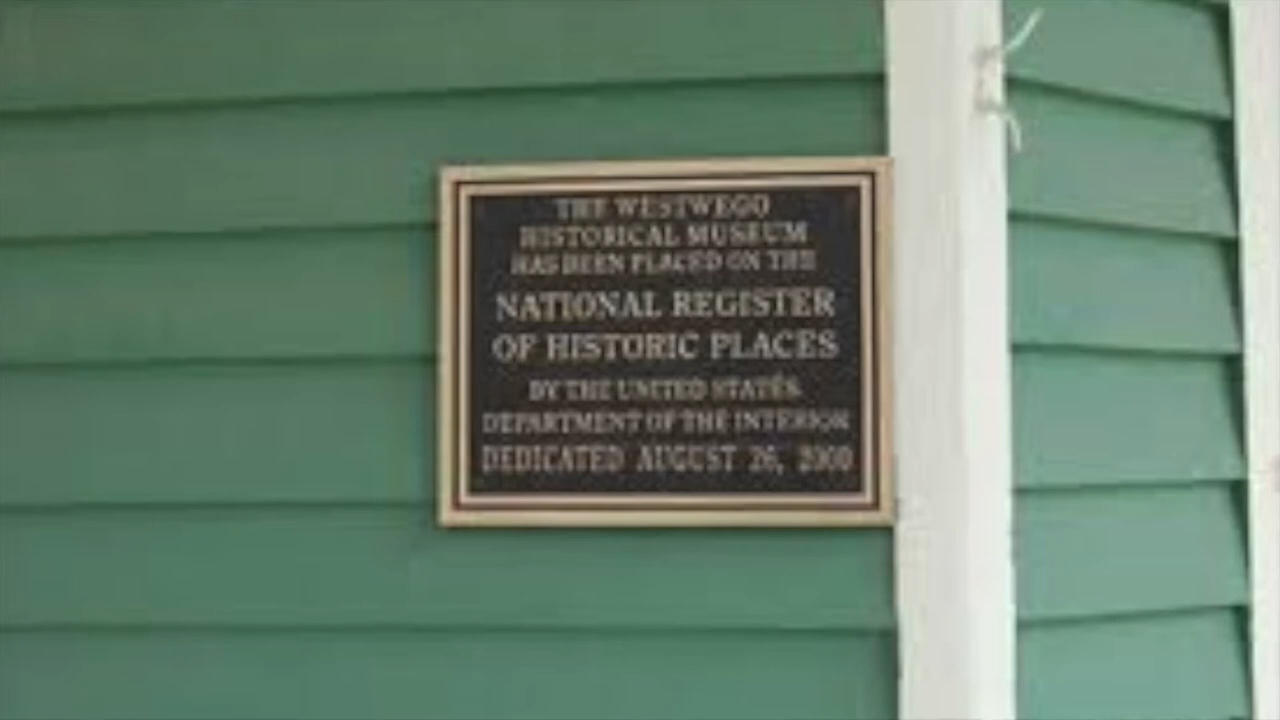 THE WESTWEGO
HISTORICAL MUSEUM
HAS BEEN PLACED ON THE
NATIONAL REGISTER
OF HISTORIC PLACES
BY THE UNITED STATES
DEPARTMENT OF THE INTERIOR
DEDICATED AUGUST 26, 2000